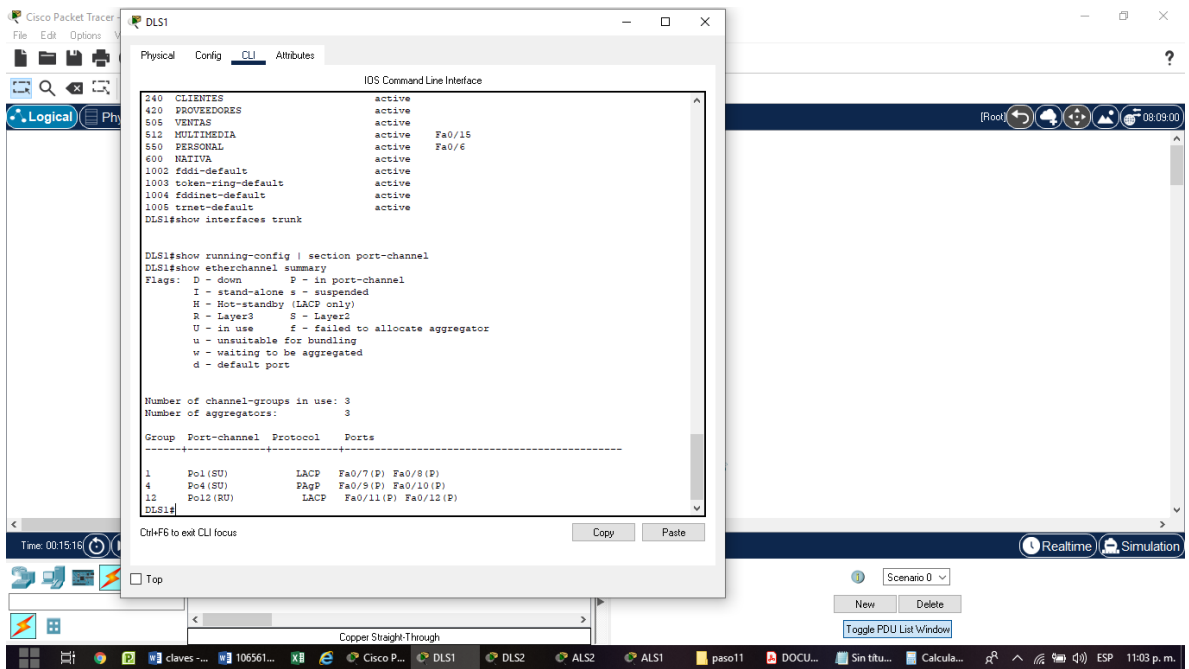 Cisco Packet Tracer -
File Edit Options V
DLS1
Physical Config CLI Attributes
IOS Command Line Interface
240 CLIENTES active
420 PROVEEDORES active
505 VENTAS active
512 MULTIMEDIA active Fa0/15
550 PERSONAL active Fa0/6
600 NATIVA active
1002 fddi-default active
1003 token-ring-default active
1004 fddinet-default active
1005 trnet-default active
DLS1#show interfaces trunk
DLS1#show running-config | section port-channel
DLS1#show etherchannel summary
Flags: D - down P - in port-channel
I - stand-alone s - suspended
H - Hot-standby (LACP only)
R - Layer3 S - Layer2
U - in use f - failed to allocate aggregator
u - unsuitable for bundling
w - waiting to be aggregated
d - default port
Number of channel-groups in use: 3
Number of aggregators: 3
Group Port-channel Protocol Ports
------+-------------+-----------+----------------------------------------------
1 Po1(SU) LACP Fa0/7(P) Fa0/8(P)
4 Po4(SU) PAgP Fa0/9(P) Fa0/10(P)
12 Po12(RU) LACP Fa0/11(P) Fa0/12(P)
DLS1#
Ctrl+F6 to exit CLI focus
Copy Paste
Top
?
Logical Phy
[Root] 08:09:00
Time: 00:15:16
Realtime Simulation
Scenario 0
New Delete
Toggle PDU List Window
Copper Straight-Through
claves -... 106561... Cisco P... DLS1 DLS2 ALS2 ALS1 paso11 DOCU... Sin títu... Calcula... ESP 11:03 p. m.